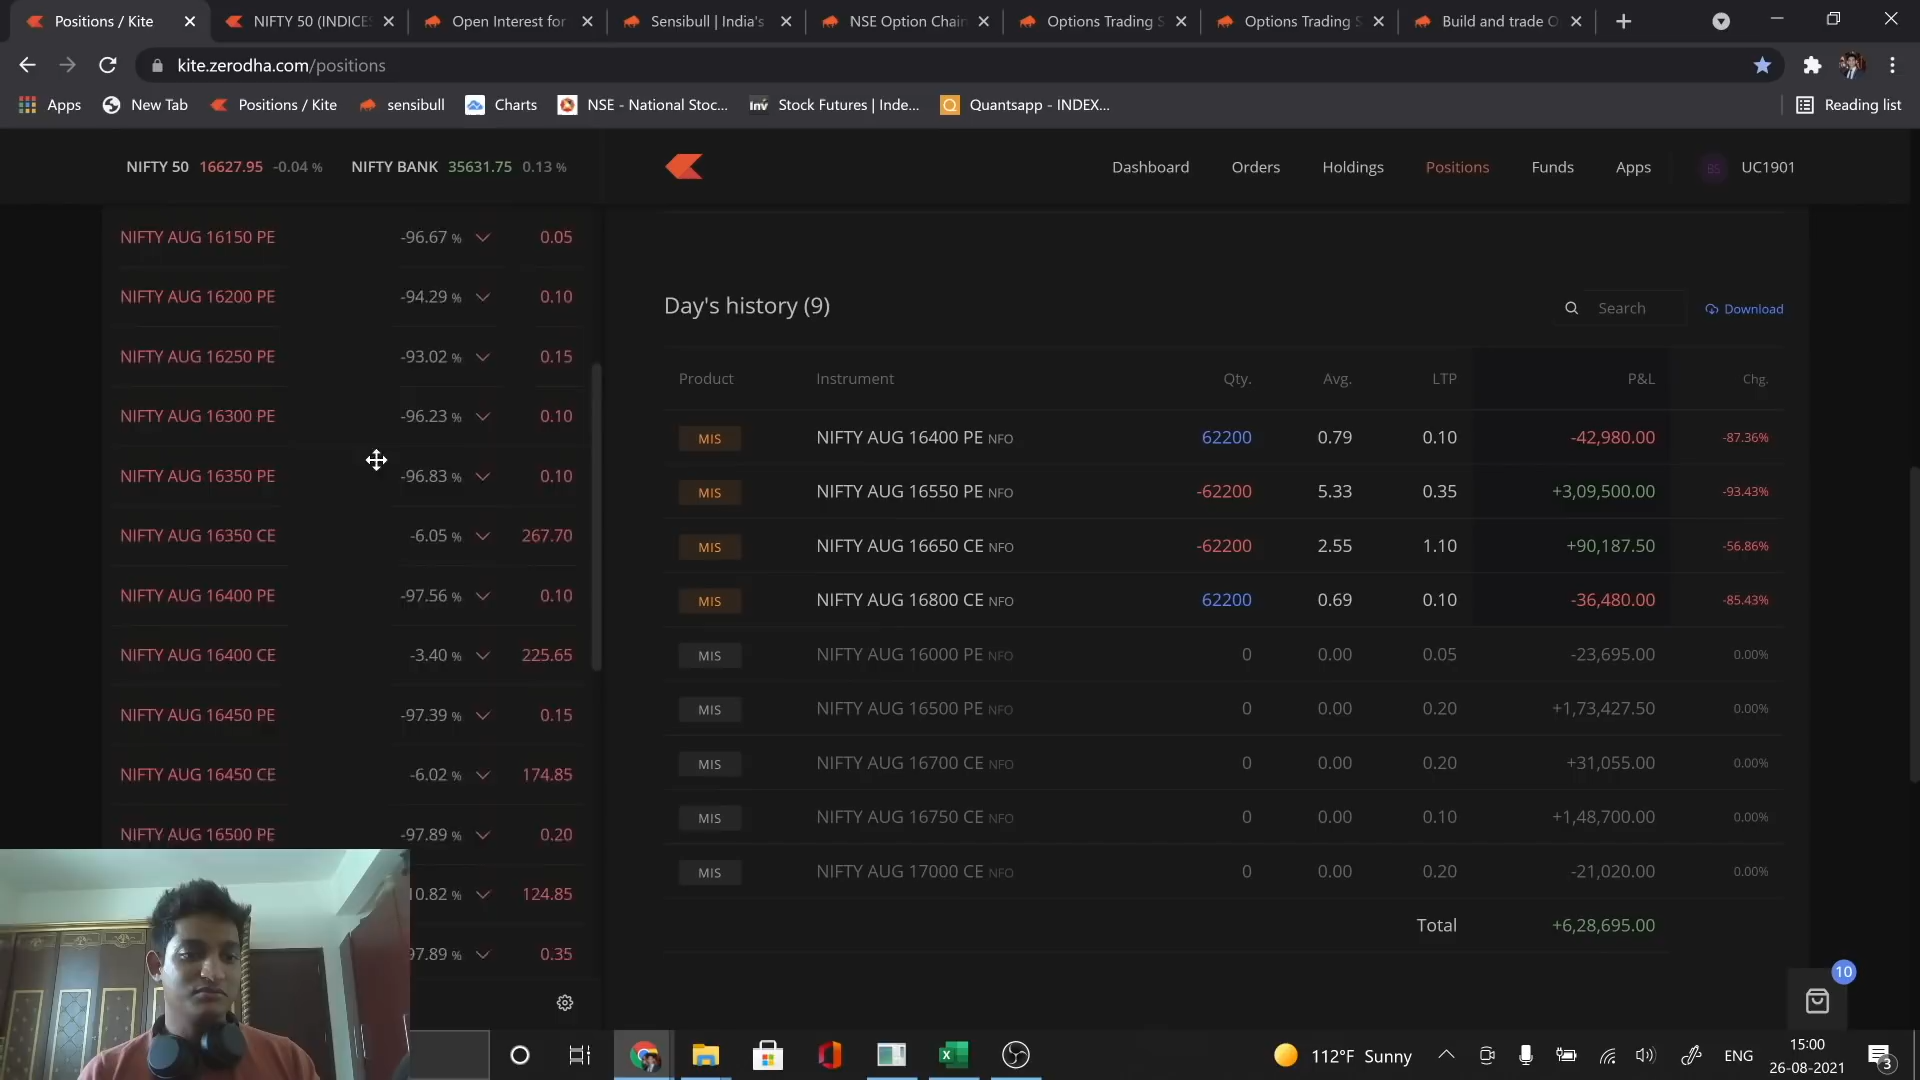 Positions / Kite
NIFTY 50 (INDICES
Open Interest for
Sensibull | India's
NSE Option Chain
Options Trading S
Options Trading S
Build and trade O
kite.zerodha.com/positions
Apps
New Tab
Positions / Kite
sensibull
Charts
NSE - National Stoc...
Inv
Stock Futures | Inde...
Q
Quantsapp - INDEX...
Reading list
NIFTY 50 16627.95 -0.04 %
NIFTY BANK 35631.75 0.13 %
Dashboard
Orders
Holdings
Positions
Funds
Apps
BS
UC1901
NIFTY AUG 16150 PE -96.67 % 0.05
NIFTY AUG 16200 PE -94.29 % 0.10
NIFTY AUG 16250 PE -93.02 % 0.15
NIFTY AUG 16300 PE -96.23 % 0.10
NIFTY AUG 16350 PE -96.83 % 0.10
NIFTY AUG 16350 CE -6.05 % 267.70
NIFTY AUG 16400 PE -97.56 % 0.10
NIFTY AUG 16400 CE -3.40 % 225.65
NIFTY AUG 16450 PE -97.39 % 0.15
NIFTY AUG 16450 CE -6.02 % 174.85
NIFTY AUG 16500 PE -97.89 % 0.20
10.82 % 124.85
97.89 % 0.35
Day's history (9)
Search
Download
Product Instrument Qty. Avg. LTP P&L Chg.
MIS NIFTY AUG 16400 PE NFO 62200 0.79 0.10 -42,980.00 -87.36%
MIS NIFTY AUG 16550 PE NFO -62200 5.33 0.35 +3,09,500.00 -93.43%
MIS NIFTY AUG 16650 CE NFO -62200 2.55 1.10 +90,187.50 -56.86%
MIS NIFTY AUG 16800 CE NFO 62200 0.69 0.10 -36,480.00 -85.43%
MIS NIFTY AUG 16000 PE NFO 0 0.00 0.05 -23,695.00 0.00%
MIS NIFTY AUG 16500 PE NFO 0 0.00 0.20 +1,73,427.50 0.00%
MIS NIFTY AUG 16700 CE NFO 0 0.00 0.20 +31,055.00 0.00%
MIS NIFTY AUG 16750 CE NFO 0 0.00 0.10 +1,48,700.00 0.00%
MIS NIFTY AUG 17000 CE NFO 0 0.00 0.20 -21,020.00 0.00%
Total +6,28,695.00
10
112°F Sunny
ENG
15:00
26-08-2021
3